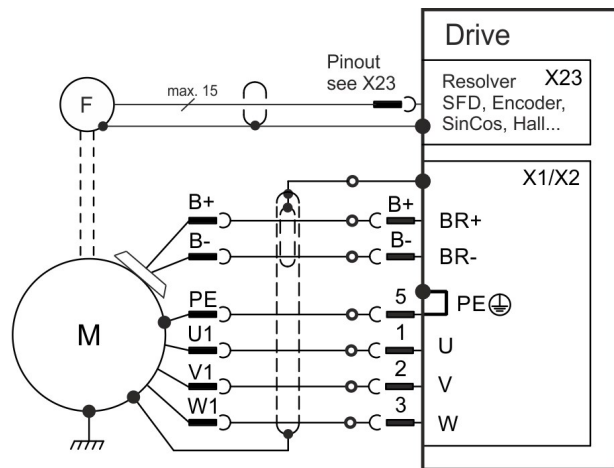 Drive
Pinout
see X23
max. 15
F
Resolver X23
SFD, Encoder,
SinCos, Hall...
X1/X2
B+ B+ BR+
B- B- BR-
PE 5 PE
M
U1 1 U
V1 2 V
W1 3 W